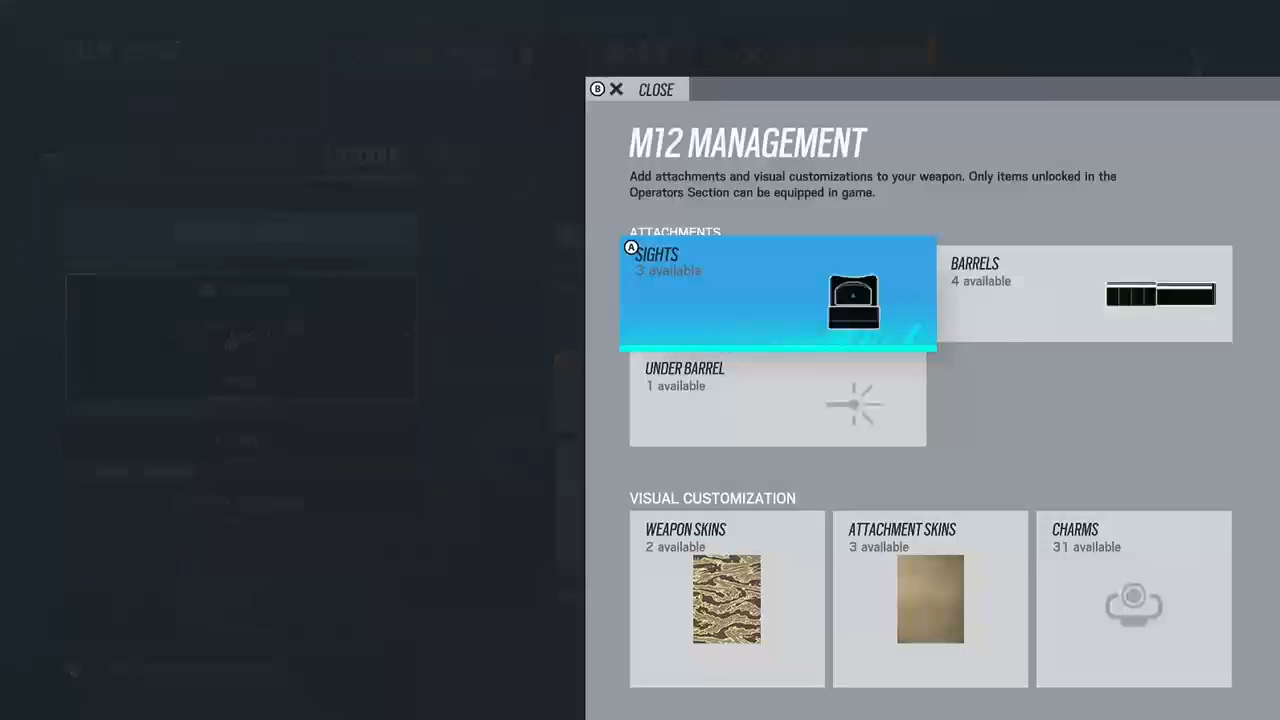 B CLOSE
M12 MANAGEMENT
Add attachments and visual customizations to your weapon. Only items unlocked in the
Operators Section can be equipped in game.
ATTACHMENTS
A
SIGHTS
3 available
BARRELS
4 available
UNDER BARREL
1 available
VISUAL CUSTOMIZATION
WEAPON SKINS
2 available
ATTACHMENT SKINS
3 available
CHARMS
31 available